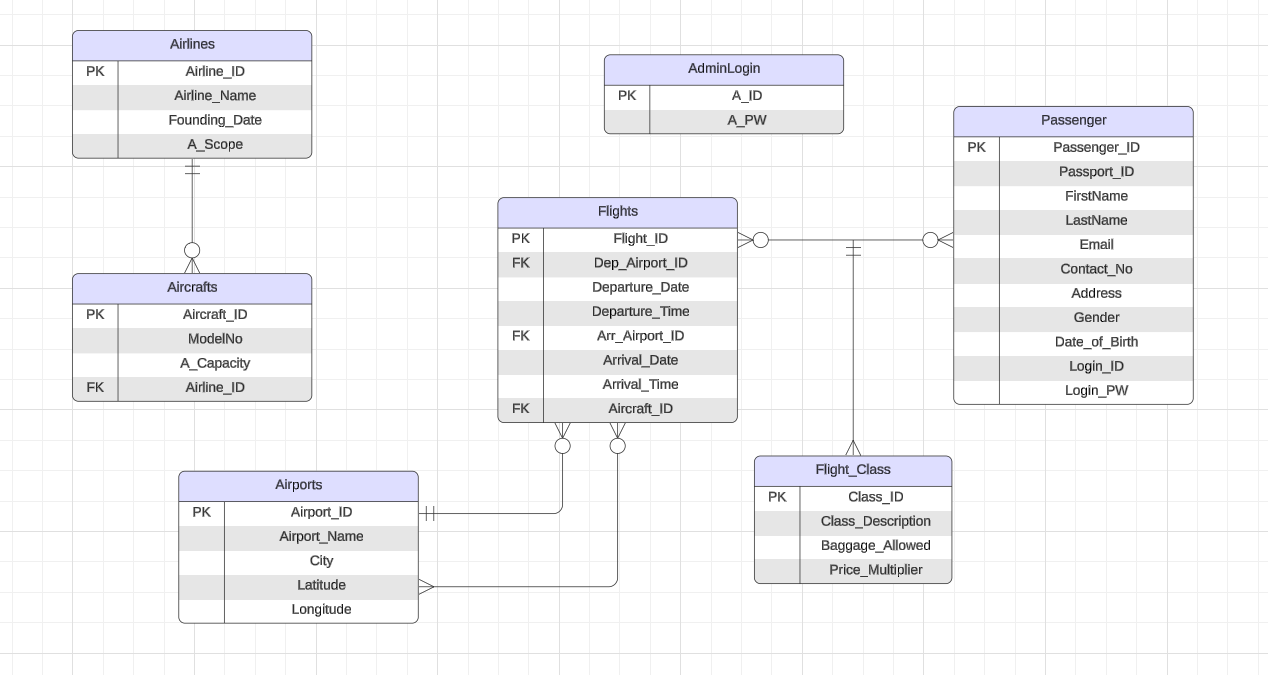 Airlines
PK Airline_ID
Airline_Name
Founding_Date
A_Scope
AdminLogin
PK A_ID
A_PW
Passenger
PK Passenger_ID
Passport_ID
FirstName
LastName
Email
Contact_No
Address
Gender
Date_of_Birth
Login_ID
Login_PW
Flights
PK Flight_ID
FK Dep_Airport_ID
Departure_Date
Departure_Time
FK Arr_Airport_ID
Arrival_Date
Arrival_Time
FK Aircraft_ID
Aircrafts
PK Aircraft_ID
ModelNo
A_Capacity
FK Airline_ID
Airports
PK Airport_ID
Airport_Name
City
Latitude
Longitude
Flight_Class
PK Class_ID
Class_Description
Baggage_Allowed
Price_Multiplier